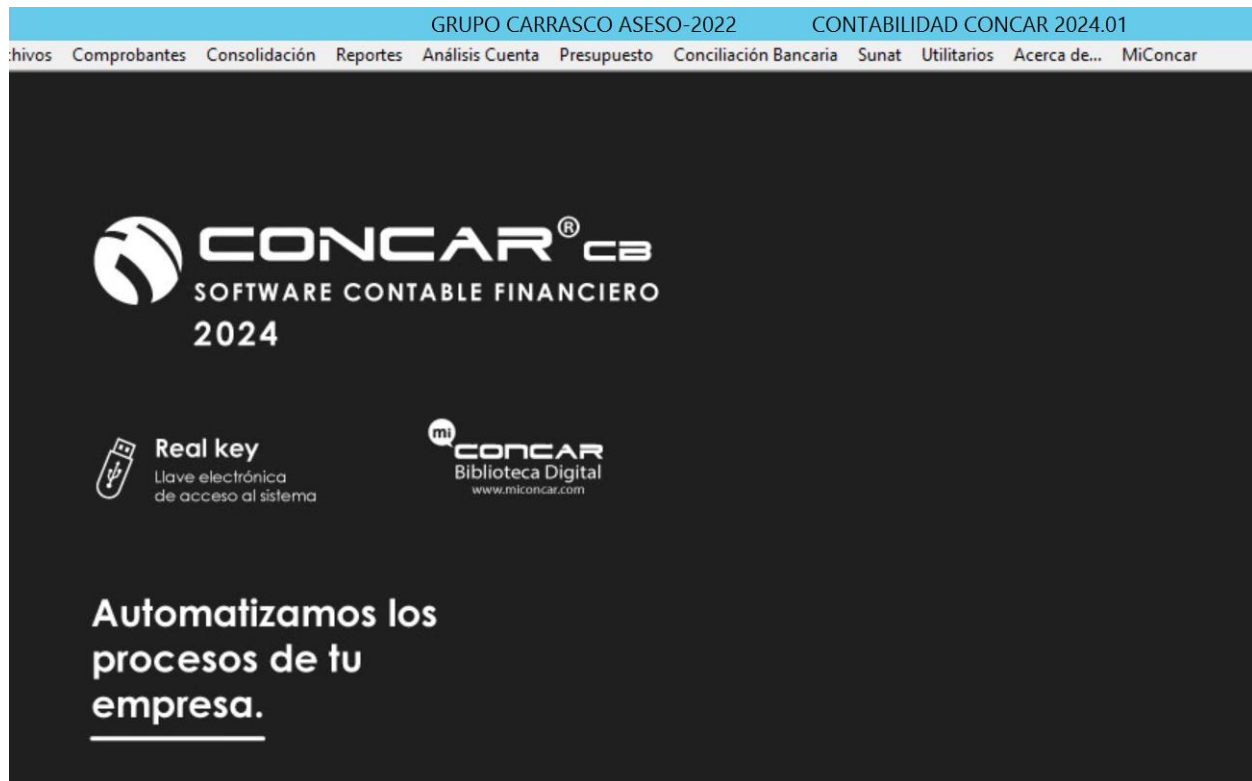 GRUPO CARRASCO ASESO-2022 CONTABILIDAD CONCAR 2024.01
chivos Comprobantes Consolidación Reportes Análisis Cuenta Presupuesto Conciliación Bancaria Sunat Utilitarios Acerca de... MiConcar
CONCAR® CB
SOFTWARE CONTABLE FINANCIERO
2024
Real key
Llave electrónica
de acceso al sistema
mi
CONCAR
Biblioteca Digital
www.miconcar.com
Automatizamos los
procesos de tu
empresa.